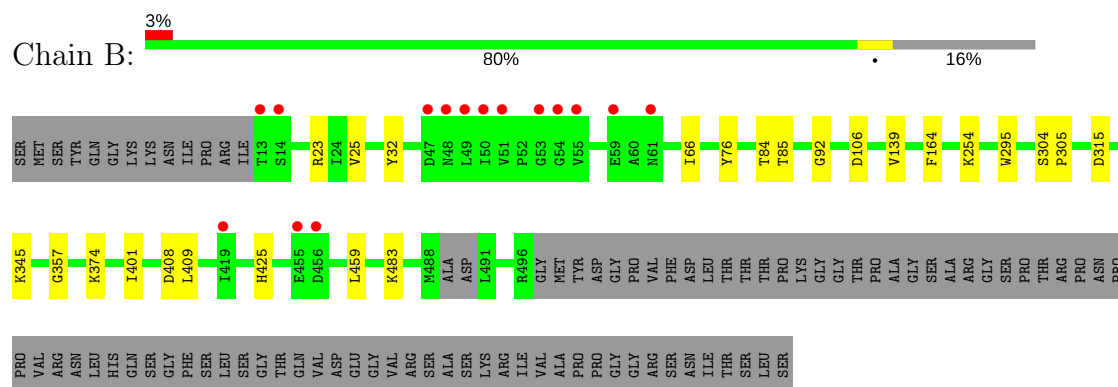 3%
Chain B:
80% • 16%
SER MET SER TYR GLN GLY LYS LYS ASN ILE PRO ARG ILE T13 S14 R23 I24 V25 Y32 D47 N48 L49 I50 V51 P52 G53 G54 V55 E59 A60 N61 I66 Y76 T84 T85 G92 D106 V139 F164 K254 W295 S304 P305 D315
K345 G357 K374 I401 D408 L409 I419 H425 E455 D456 L459 K483 M488 ALA ASP L491 R496 GLY MET TYR ASP GLY PRO VAL PHE ASP LEU THR THR THR PRO LYS GLY GLY THR PRO ALA GLY SER ALA ARG GLY SER PRO THR ARG PRO ASN PRO
PRO VAL ARG ASN LEU HIS GLN SER GLY PHE SER LEU SER GLY THR GLN VAL ASP GLU GLY VAL ARG SER ALA SER LYS ARG ILE VAL ALA PRO PRO GLY GLY ARG SER ASN ILE THR SER LEU SER